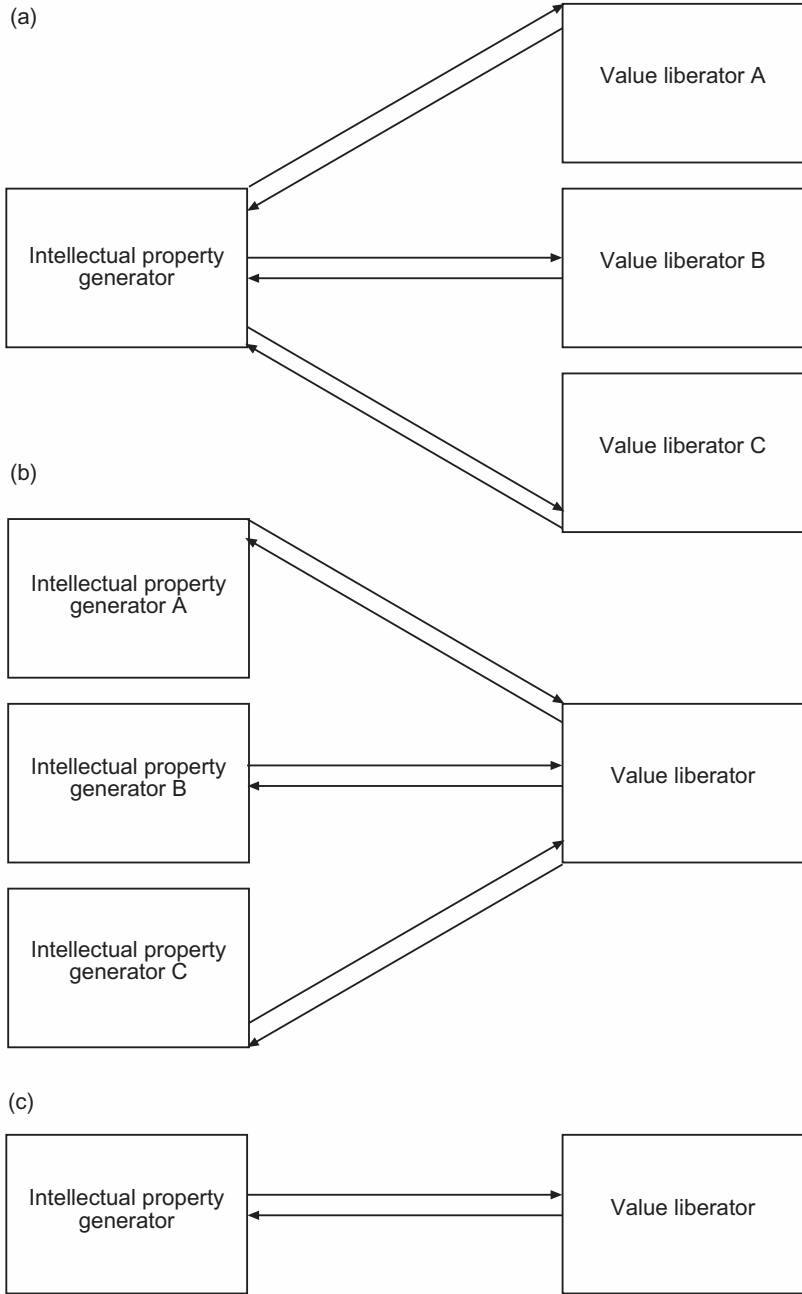 (a)
Value liberator A
Intellectual property
generator
Value liberator B
Value liberator C
(b)
Intellectual property
generator A
Intellectual property
generator B
Value liberator
Intellectual property
generator C
(c)
Intellectual property
generator
Value liberator